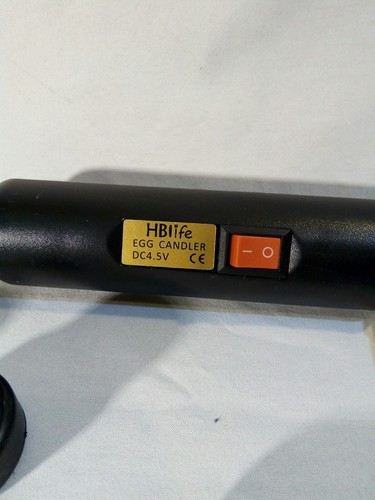 HBlife
EGG CANDLER
DC4.5V CE
I O